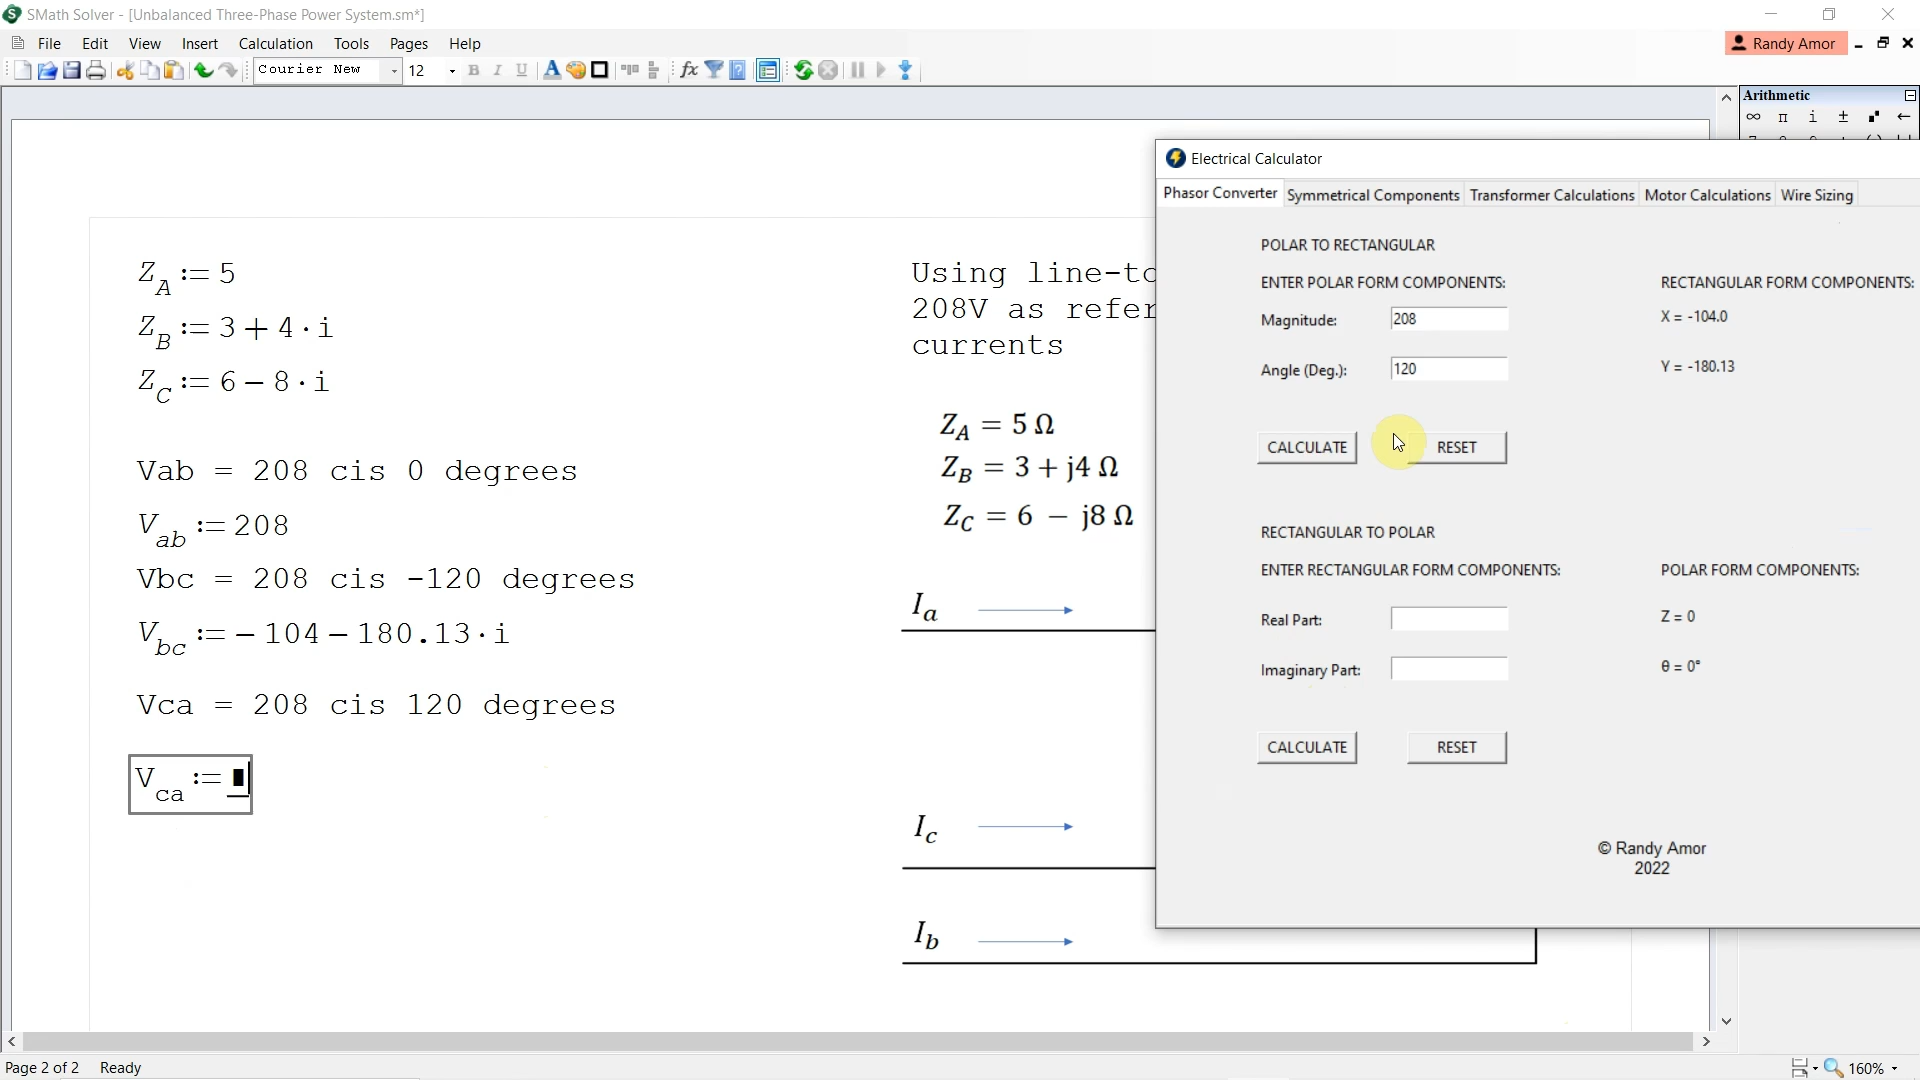 SMath Solver - [Unbalanced Three-Phase Power System.sm*]
File Edit View Insert Calculation Tools Pages Help
Randy Amor
Courier New 12 B I U fx
Arithmetic
∞ π i ±
Z_A := 5
Z_B := 3 + 4 · i
Z_C := 6 – 8 · i
Vab = 208 cis 0 degrees
V_ab := 208
Vbc = 208 cis -120 degrees
V_bc := – 104 – 180.13 · i
Vca = 208 cis 120 degrees
V_ca :=
Using line-to
208V as refer
currents
Z_A = 5 Ω
Z_B = 3 + j4 Ω
Z_C = 6 – j8 Ω
I_a
I_c
I_b
Electrical Calculator
Phasor Converter Symmetrical Components Transformer Calculations Motor Calculations Wire Sizing
POLAR TO RECTANGULAR
ENTER POLAR FORM COMPONENTS: RECTANGULAR FORM COMPONENTS:
Magnitude: 208 X = -104.0
Angle (Deg.): 120 Y = -180.13
CALCULATE RESET
RECTANGULAR TO POLAR
ENTER RECTANGULAR FORM COMPONENTS: POLAR FORM COMPONENTS:
Real Part: Z = 0
Imaginary Part: θ = 0°
CALCULATE RESET
© Randy Amor
2022
Page 2 of 2 Ready 160%